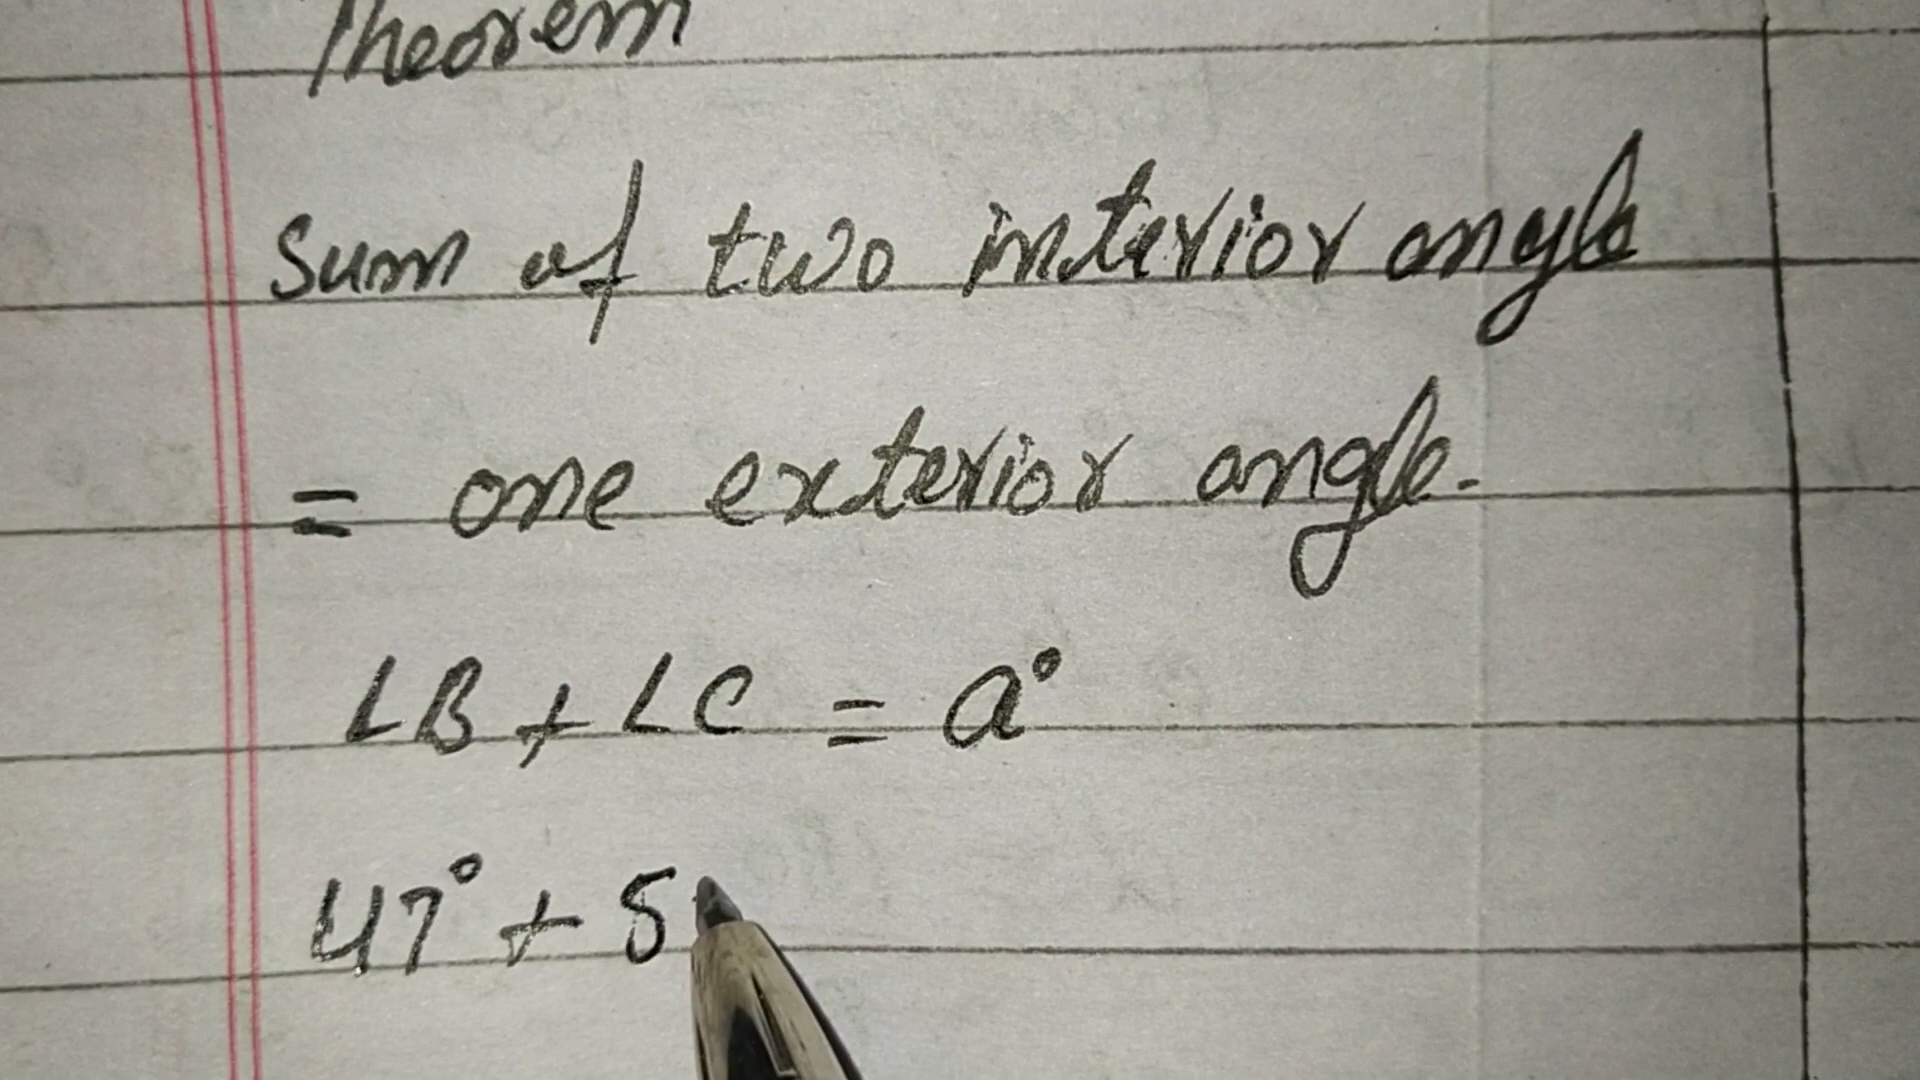 Theorem
Sum of two interior angle
= one exterior angle.
∠B + ∠C = a°
47° + 5